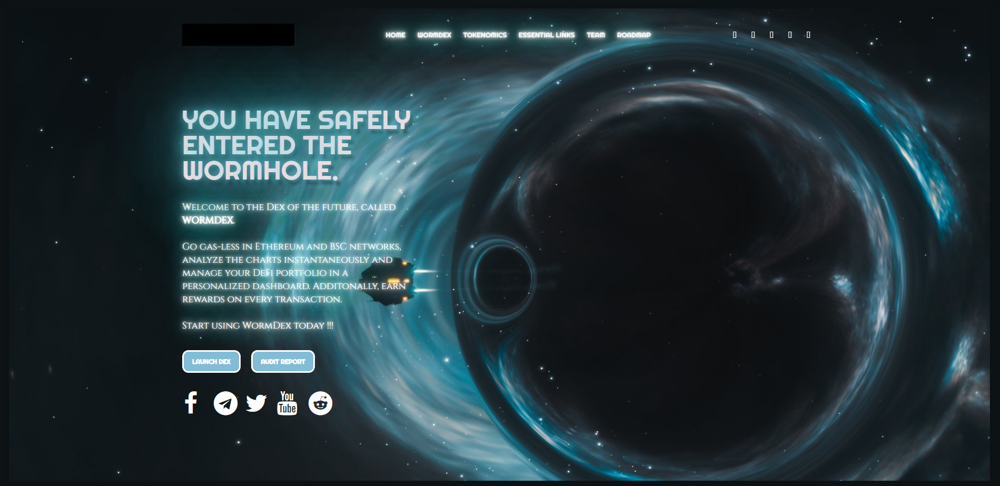 HOME WORMDEX TOKENOMICS ESSENTIAL LINKS TEAM ROADMAP
YOU HAVE SAFELY
ENTERED THE
WORMHOLE.
Welcome to the Dex of the future, called
WORMDEX.
Go gas-less in Ethereum and BSC networks,
analyze the charts instantaneously and
manage your DeFi portfolio in a
personalized dashboard. Additonally, earn
rewards on every transaction.
Start using WormDex today !!!
LAUNCH DEX AUDIT REPORT
You
Tube